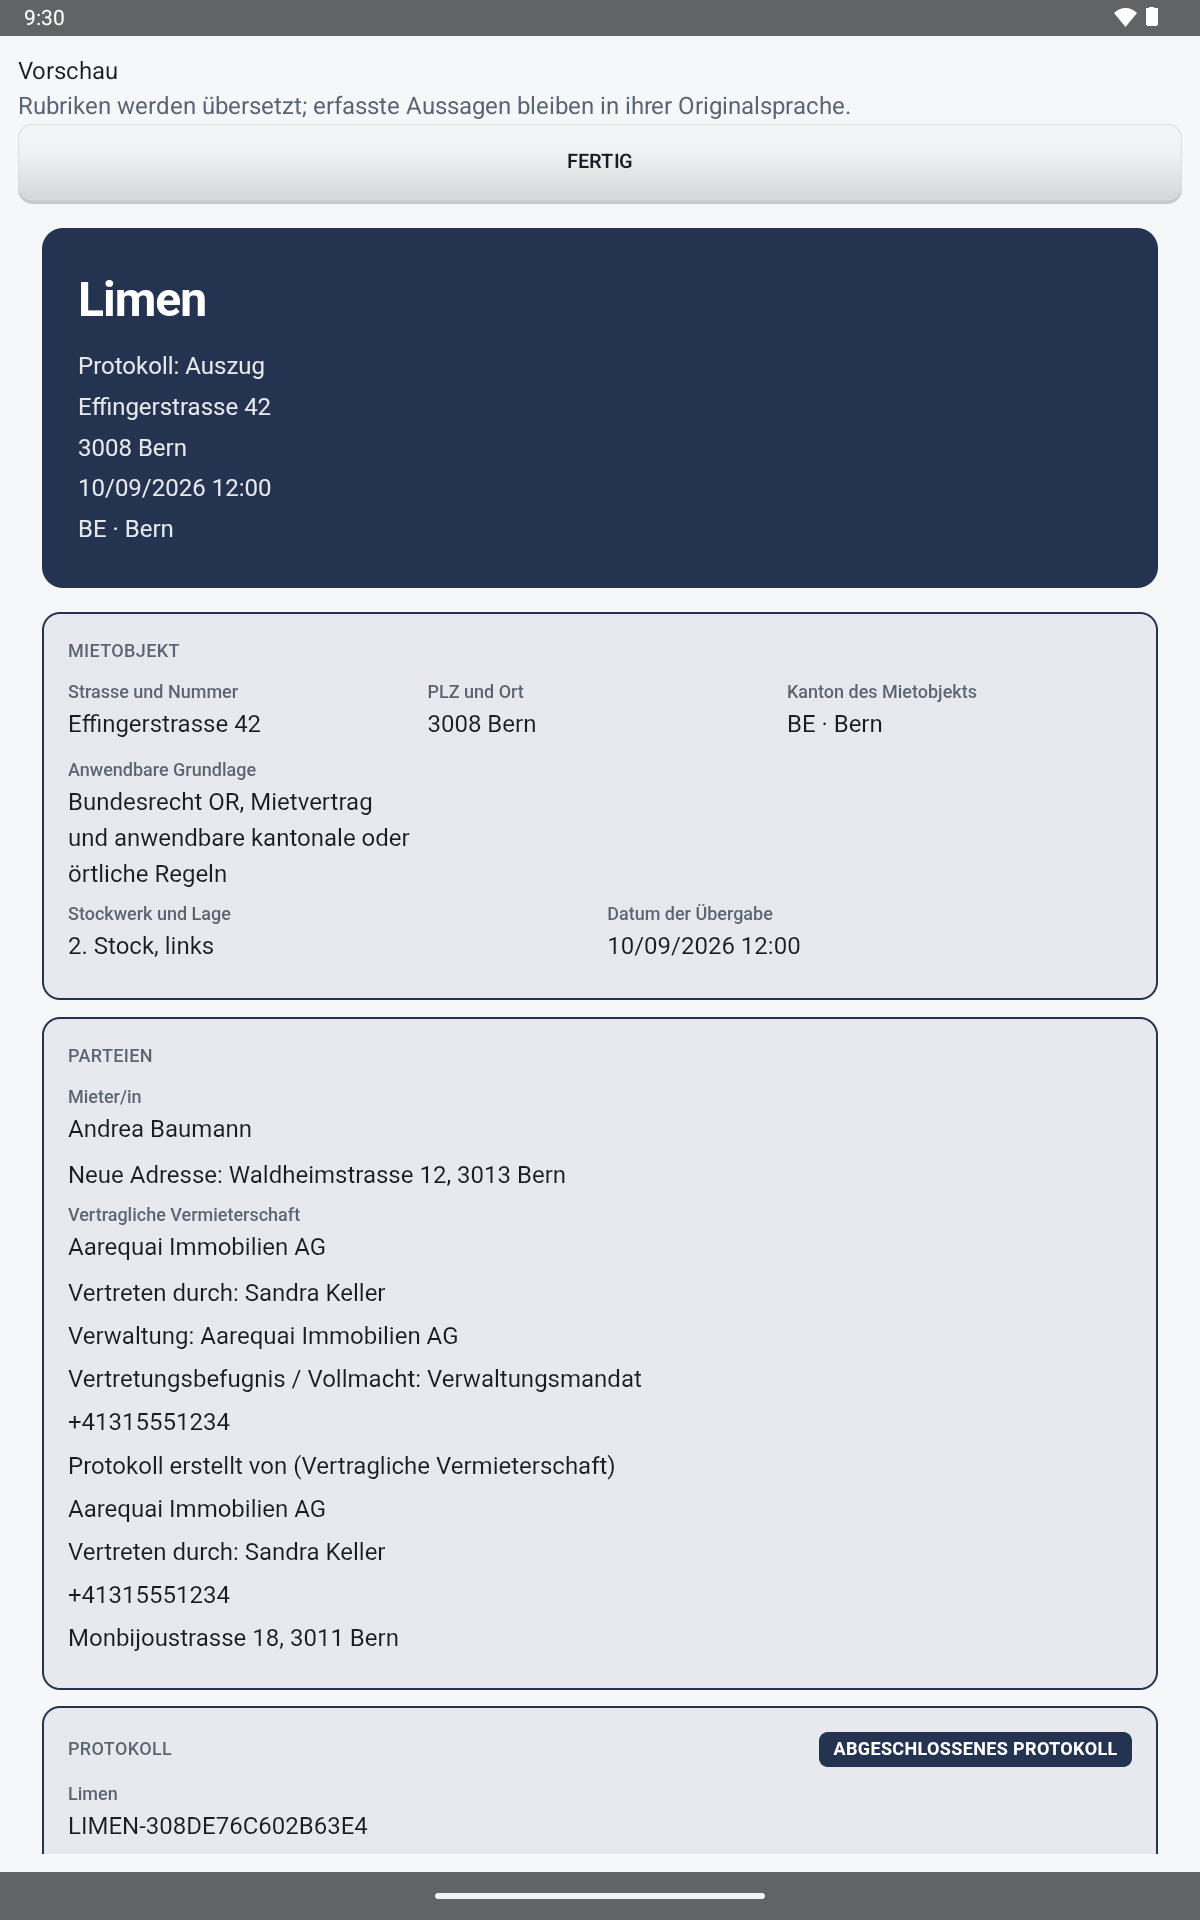 9:30
Vorschau
Rubriken werden übersetzt; erfasste Aussagen bleiben in ihrer Originalsprache.
FERTIG
Limen
Protokoll: Auszug
Effingerstrasse 42
3008 Bern
10/09/2026 12:00
BE · Bern
MIETOBJEKT
Strasse und Nummer
Effingerstrasse 42
PLZ und Ort
3008 Bern
Kanton des Mietobjekts
BE · Bern
Anwendbare Grundlage
Bundesrecht OR, Mietvertrag
und anwendbare kantonale oder
örtliche Regeln
Stockwerk und Lage
2. Stock, links
Datum der Übergabe
10/09/2026 12:00
PARTEIEN
Mieter/in
Andrea Baumann
Neue Adresse: Waldheimstrasse 12, 3013 Bern
Vertragliche Vermieterschaft
Aarequai Immobilien AG
Vertreten durch: Sandra Keller
Verwaltung: Aarequai Immobilien AG
Vertretungsbefugnis / Vollmacht: Verwaltungsmandat
+41315551234
Protokoll erstellt von (Vertragliche Vermieterschaft)
Aarequai Immobilien AG
Vertreten durch: Sandra Keller
+41315551234
Monbijoustrasse 18, 3011 Bern
PROTOKOLL
ABGESCHLOSSENES PROTOKOLL
Limen
LIMEN-308DE76C602B63E4